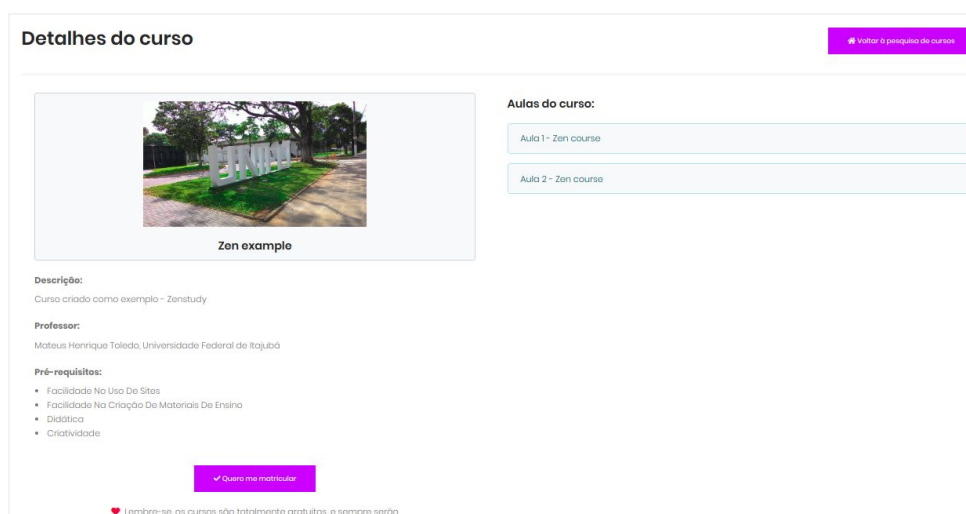 Detalhes do curso
Voltar à pesquisa de cursos
UNIFEI
Zen example
Descrição:
Curso criado como exemplo - Zenstudy
Professor:
Mateus Henrique Toledo, Universidade Federal de Itajubá
Pré-requisitos:
Facilidade No Uso De Sites
Facilidade Na Criação De Materiais De Ensino
Didática
Criatividade
Quero me matricular
Lembre-se, os cursos são totalmente gratuitos, e sempre serão
Aulas do curso:
Aula 1 - Zen course
Aula 2 - Zen course